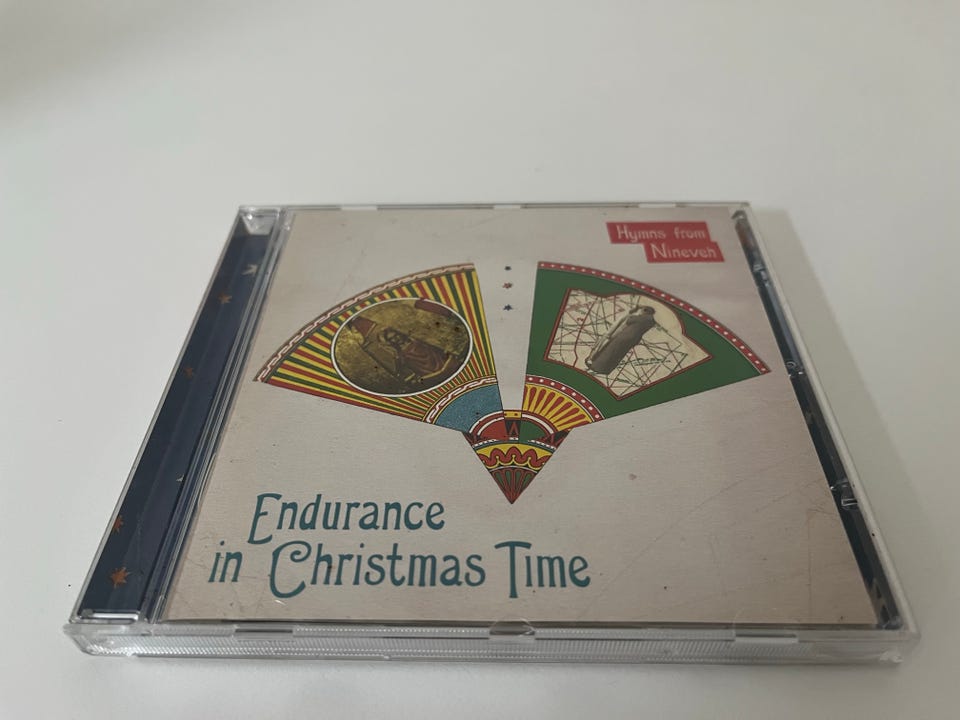 Hymns from
Nineveh
Endurance
in Christmas Time